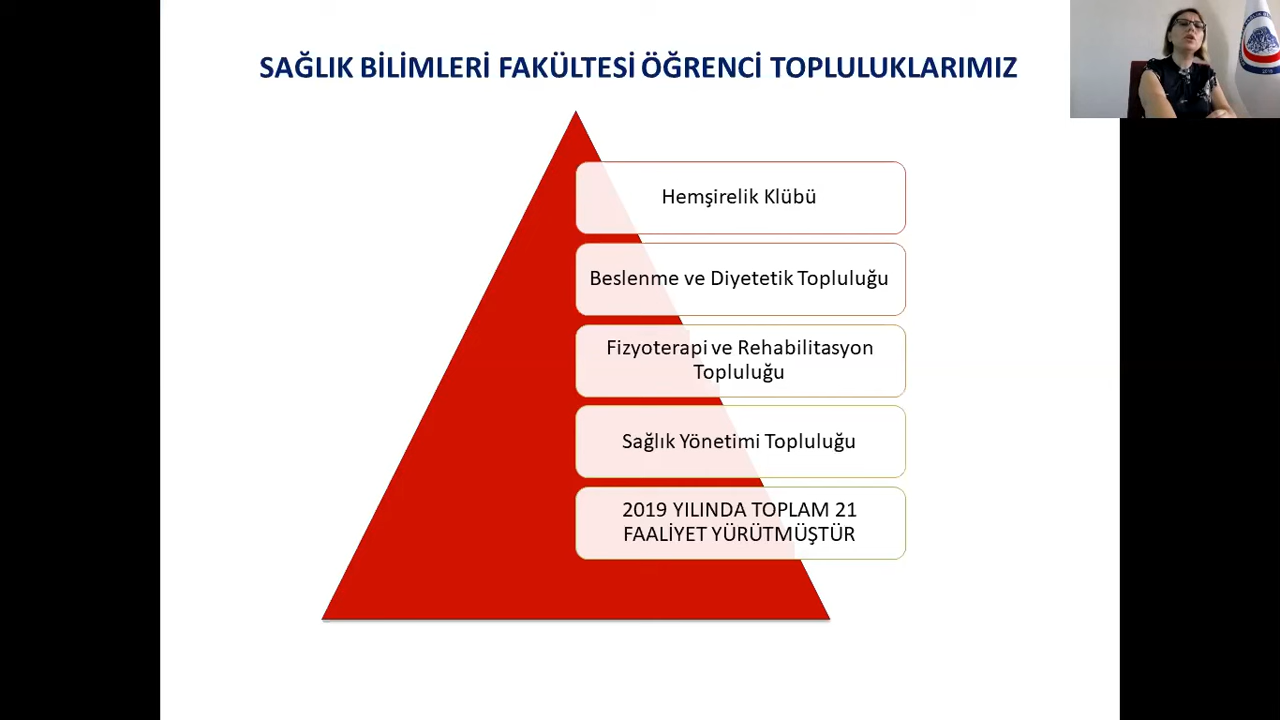 SAĞLIK BİLİMLERİ FAKÜLTESİ ÖĞRENCİ TOPLULUKLARIMIZ
Hemşirelik Klübü
Beslenme ve Diyetetik Topluluğu
Fizyoterapi ve Rehabilitasyon
Topluluğu
Sağlık Yönetimi Topluluğu
2019 YILINDA TOPLAM 21
FAALİYET YÜRÜTMÜŞTÜR